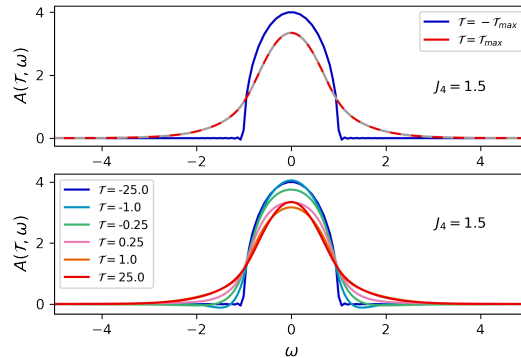 A(𝒯, ω)
4
2
0
𝒯 = −𝒯max
𝒯 = 𝒯max
J4 = 1.5
−4 −2 0 2 4
A(𝒯, ω)
4
2
0
𝒯 = -25.0
𝒯 = -1.0
𝒯 = -0.25
𝒯 = 0.25
𝒯 = 1.0
𝒯 = 25.0
J4 = 1.5
−4 −2 0 2 4
ω